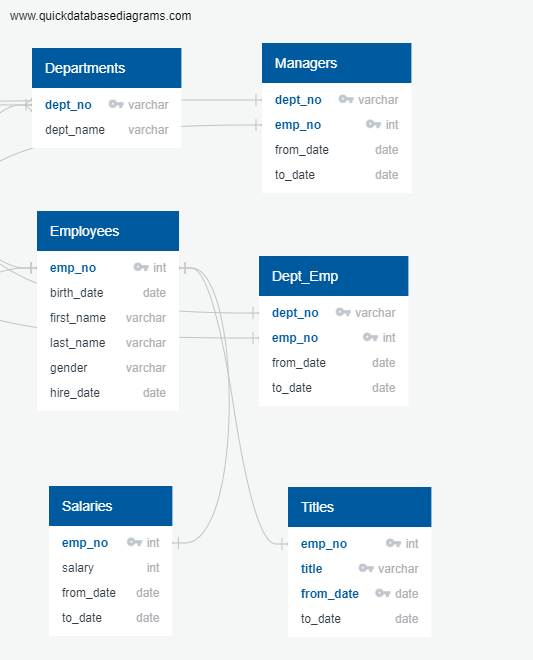 www.quickdatabasediagrams.com
Departments
dept_no varchar
dept_name varchar
Managers
dept_no varchar
emp_no int
from_date date
to_date date
Employees
emp_no int
birth_date date
first_name varchar
last_name varchar
gender varchar
hire_date date
Dept_Emp
dept_no varchar
emp_no int
from_date date
to_date date
Salaries
emp_no int
salary int
from_date date
to_date date
Titles
emp_no int
title varchar
from_date date
to_date date